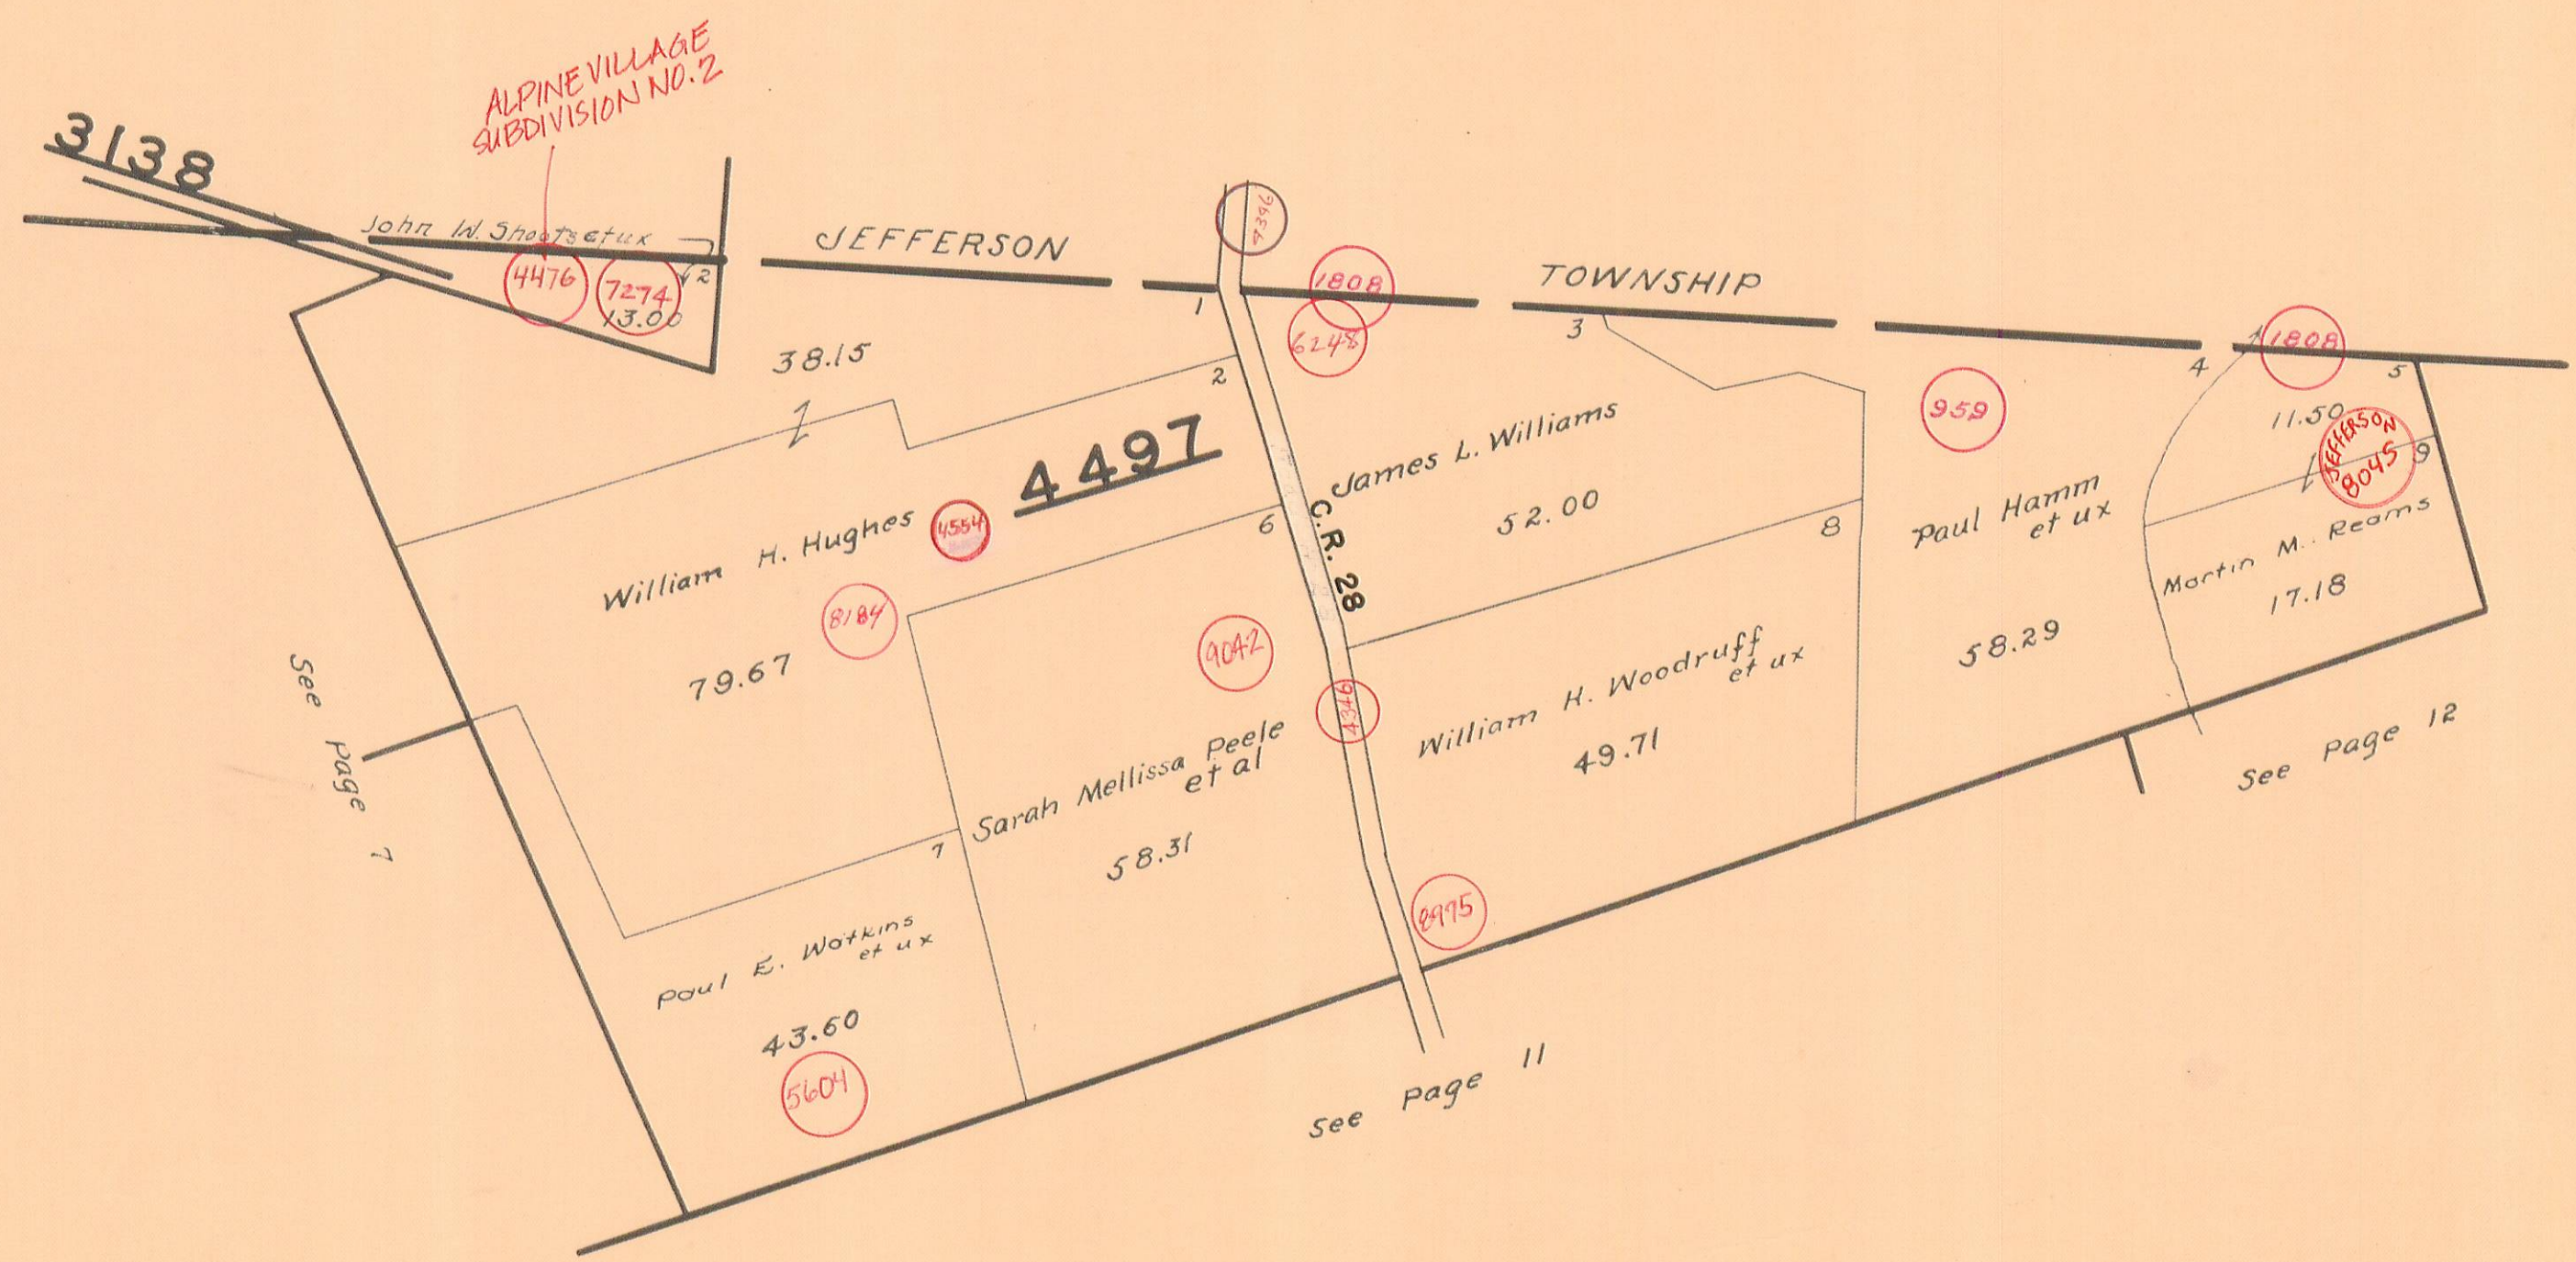 ALPINE VILLAGE
SUBDIVISION NO. 2
3138
John W. Shoots et ux
4476
7274
2
13.00
JEFFERSON
4346
1808
TOWNSHIP
1
6248
3
4
1808
5
38.15
2
959
11.50
JEFFERSON
8045
9
4497
James L. Williams
52.00
William H. Hughes
4554
6
C.R. 28
8
Paul Hamm
et ux
Martin M. Reams
17.18
8184
79.67
9042
58.29
See Page 7
4346
William H. Woodruff
et ux
49.71
Sarah Mellissa Peele
et al
58.31
7
See Page 12
8975
Paul E. Watkins
et ux
43.60
5604
See Page 11